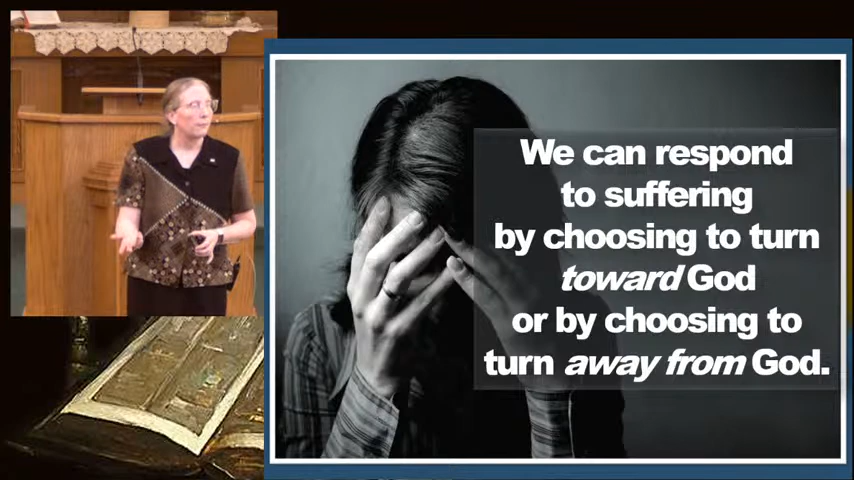 We can respond
to suffering
by choosing to turn
toward God
or by choosing to
turn away from God.